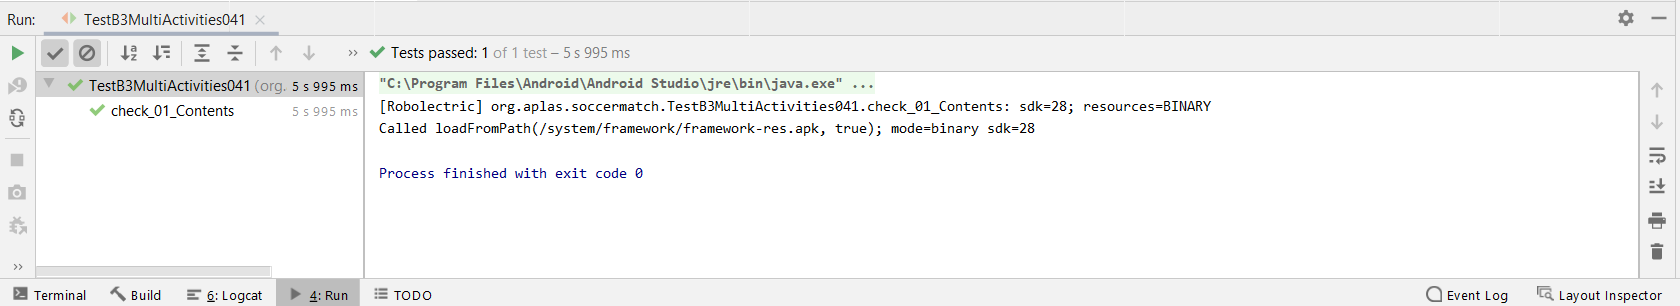 Run: TestB3MultiActivities041
Tests passed: 1 of 1 test – 5 s 995 ms
TestB3MultiActivities041 (org. 5 s 995 ms
check_01_Contents 5 s 995 ms
"C:\Program Files\Android\Android Studio\jre\bin\java.exe" ...
[Robolectric] org.aplas.soccermatch.TestB3MultiActivities041.check_01_Contents: sdk=28; resources=BINARY
Called loadFromPath(/system/framework/framework-res.apk, true); mode=binary sdk=28
Process finished with exit code 0
Terminal Build 6: Logcat 4: Run TODO Event Log Layout Inspector